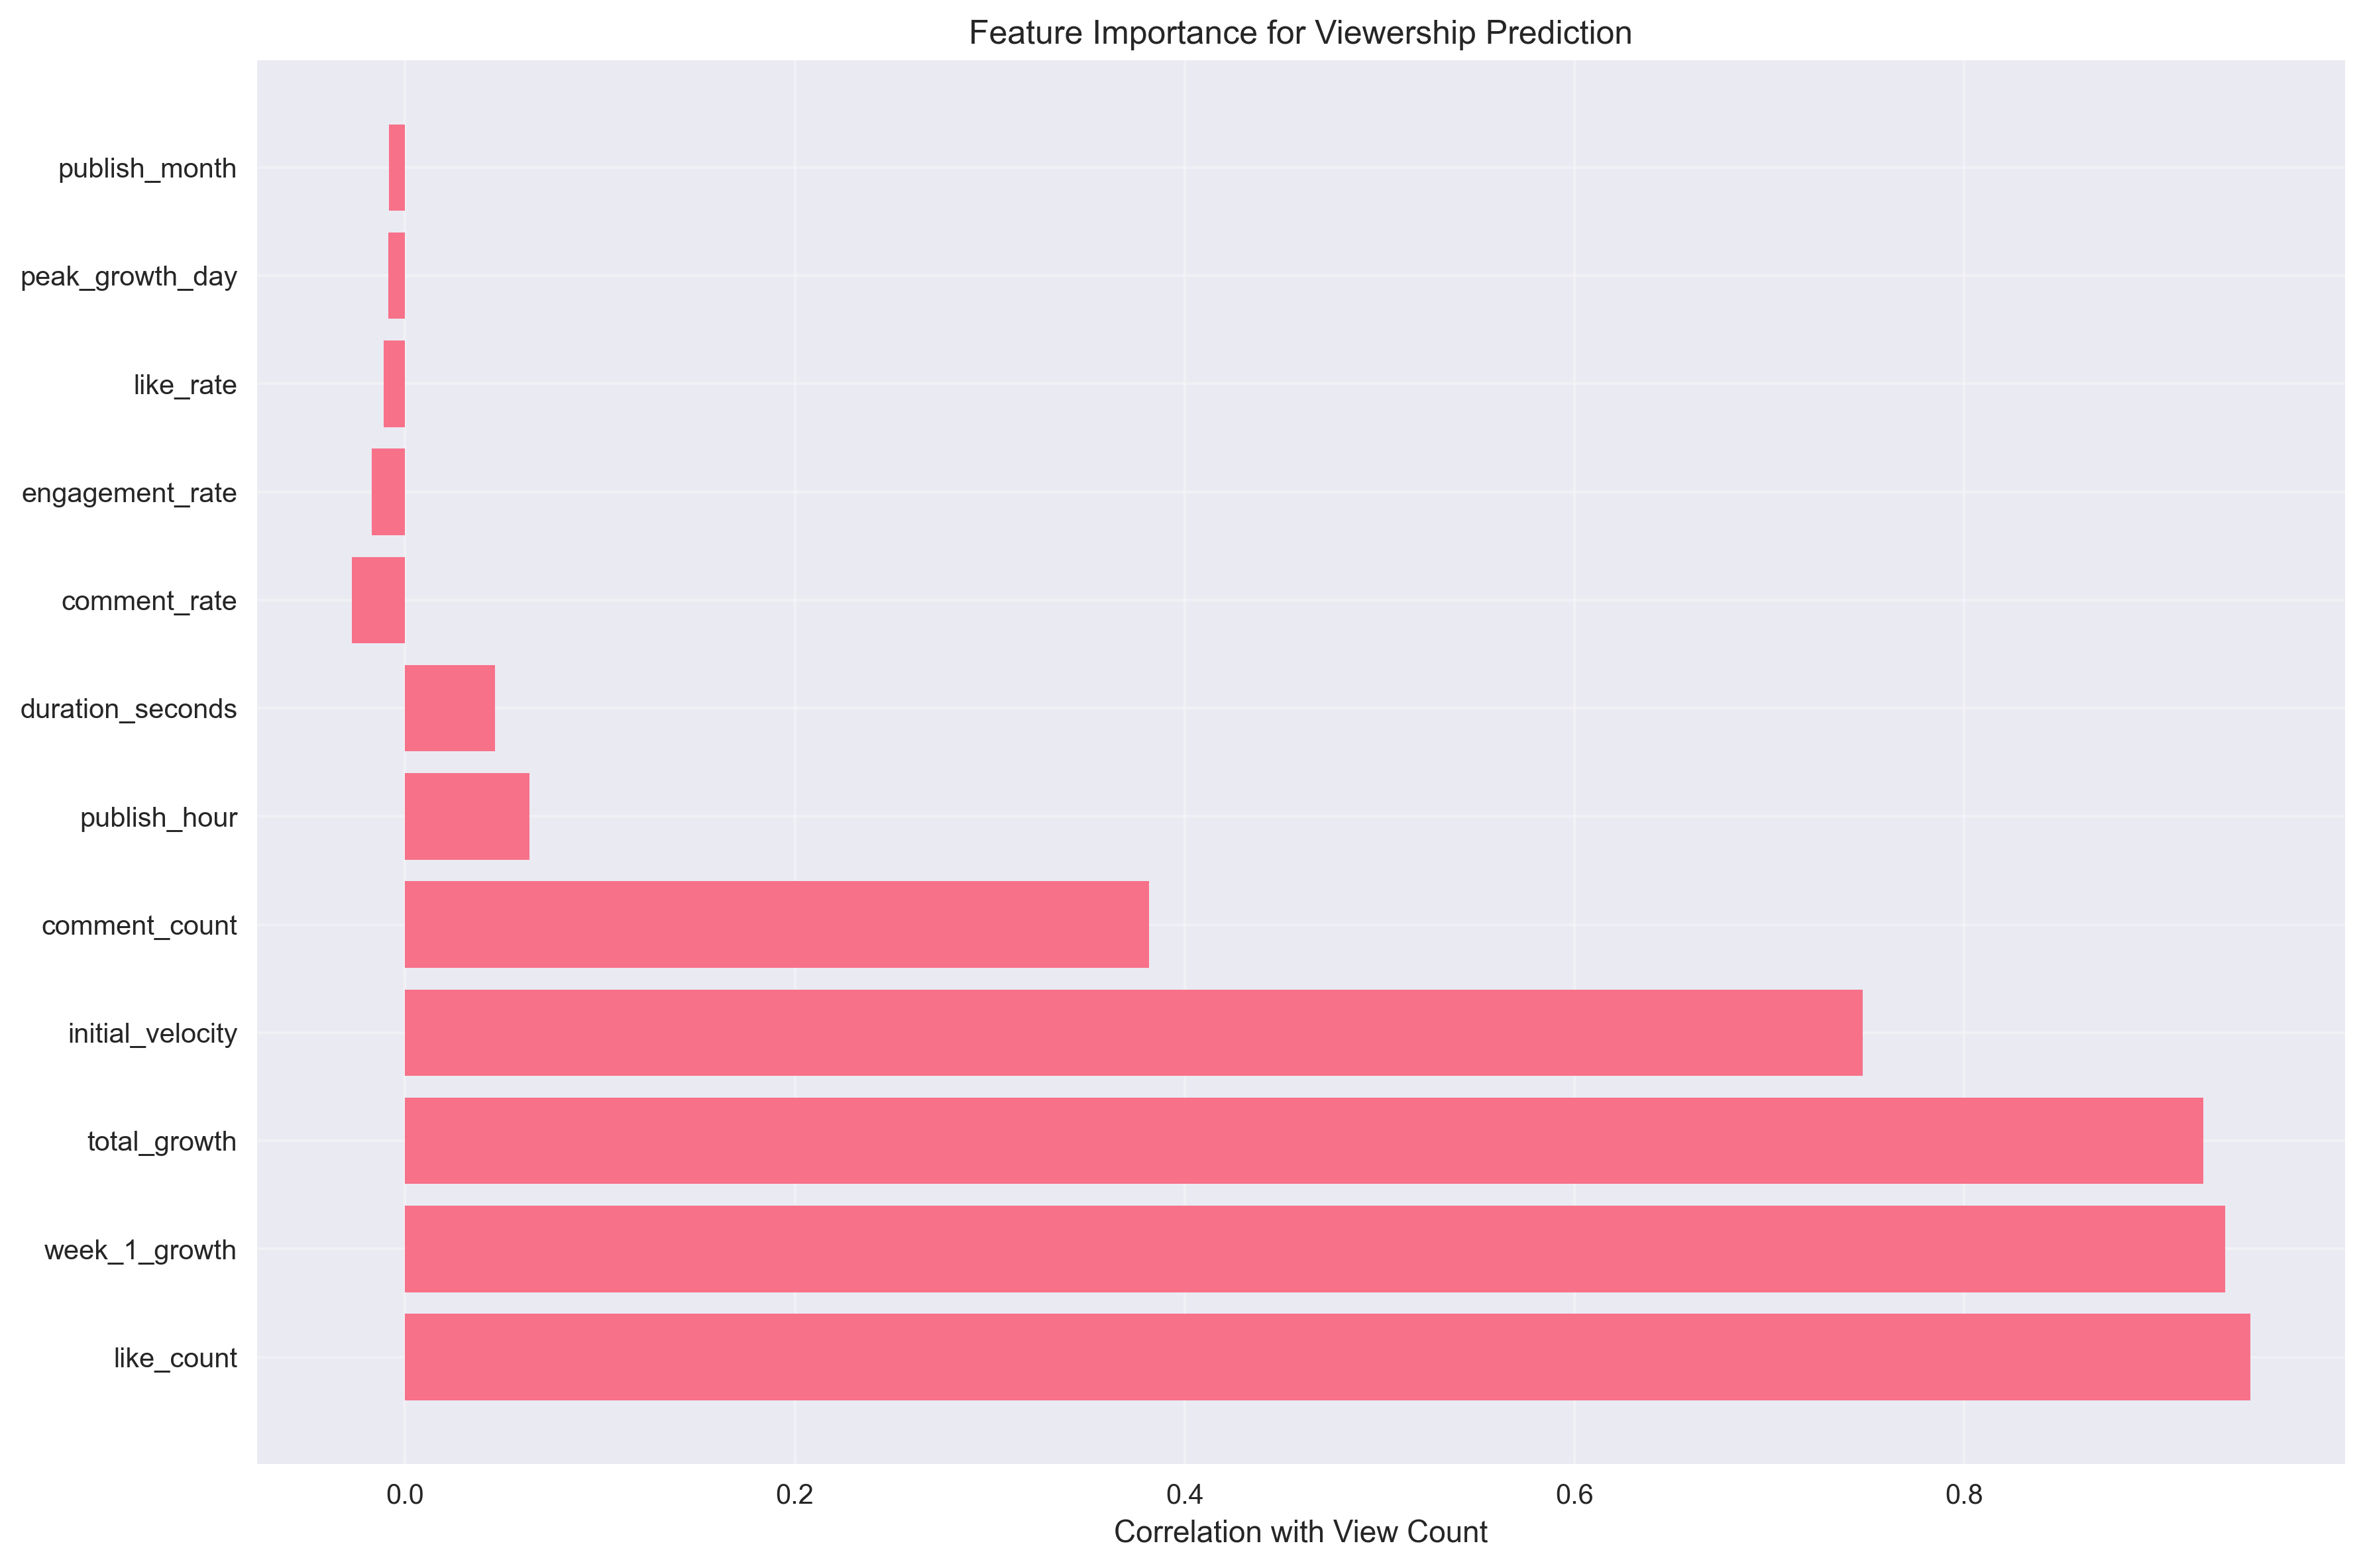 Feature Importance for Viewership Prediction
publish_month
peak_growth_day
like_rate
engagement_rate
comment_rate
duration_seconds
publish_hour
comment_count
initial_velocity
total_growth
week_1_growth
like_count
0.0 0.2 0.4 0.6 0.8
Correlation with View Count